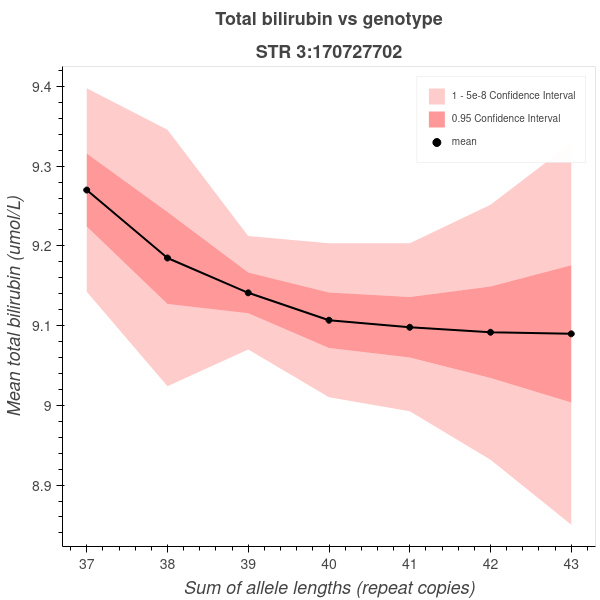 Total bilirubin vs genotype
STR 3:170727702
1 - 5e-8 Confidence Interval
0.95 Confidence Interval
mean
Mean total bilirubin (umol/L)
9.4
9.3
9.2
9.1
9
8.9
37 38 39 40 41 42 43
Sum of allele lengths (repeat copies)